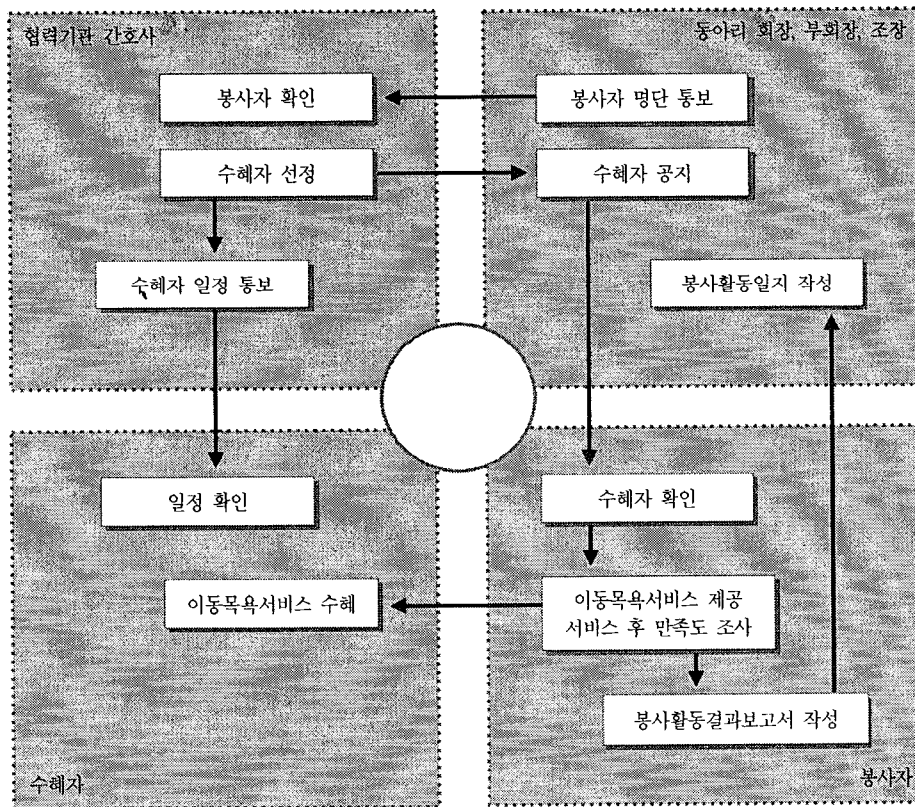 협력기관 간호사
동아리 회장, 부회장, 조장
봉사자 확인
봉사자 명단 통보
수혜자 선정
수혜자 공지
수혜자 일정 통보
봉사활동일지 작성
일정 확인
수혜자 확인
이동목욕서비스 수혜
이동목욕서비스 제공
서비스 후 만족도 조사
봉사활동결과보고서 작성
수혜자
봉사자